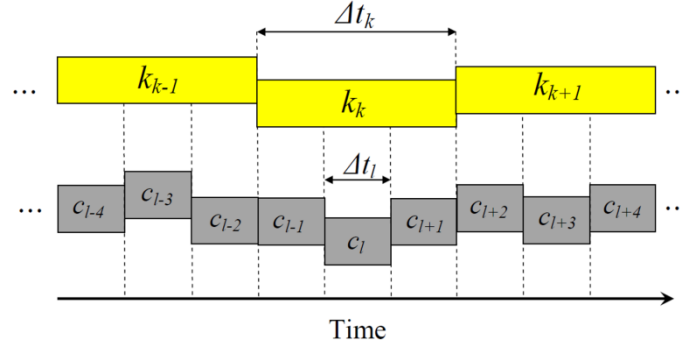 Δt_k
... k_{k-1} k_k k_{k+1} ..
Δt_l
... c_{l-4} c_{l-3} c_{l-2} c_{l-1} c_l c_{l+1} c_{l+2} c_{l+3} c_{l+4} ..
Time